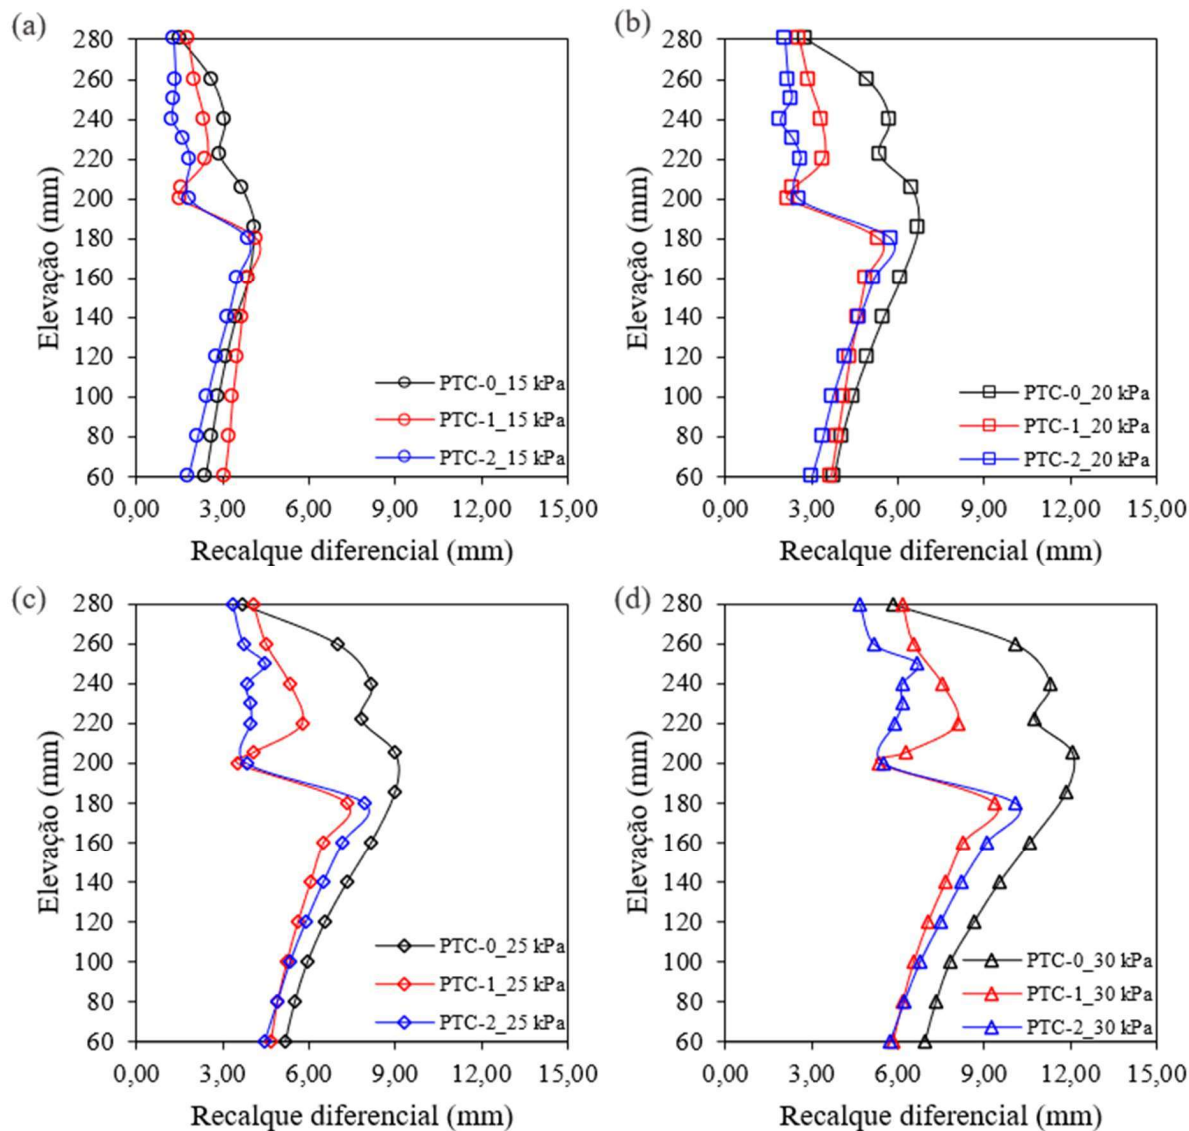 (a)
280
260
240
220
200
180
160
140
120
100
80
60
Elevação (mm)
PTC-0_15 kPa
PTC-1_15 kPa
PTC-2_15 kPa
0,00 3,00 6,00 9,00 12,00 15,00
Recalque diferencial (mm)
(b)
280
260
240
220
200
180
160
140
120
100
80
60
Elevação (mm)
PTC-0_20 kPa
PTC-1_20 kPa
PTC-2_20 kPa
0,00 3,00 6,00 9,00 12,00 15,00
Recalque diferencial (mm)
(c)
280
260
240
220
200
180
160
140
120
100
80
60
Elevação (mm)
PTC-0_25 kPa
PTC-1_25 kPa
PTC-2_25 kPa
0,00 3,00 6,00 9,00 12,00 15,00
Recalque diferencial (mm)
(d)
280
260
240
220
200
180
160
140
120
100
80
60
Elevação (mm)
PTC-0_30 kPa
PTC-1_30 kPa
PTC-2_30 kPa
0,00 3,00 6,00 9,00 12,00 15,00
Recalque diferencial (mm)